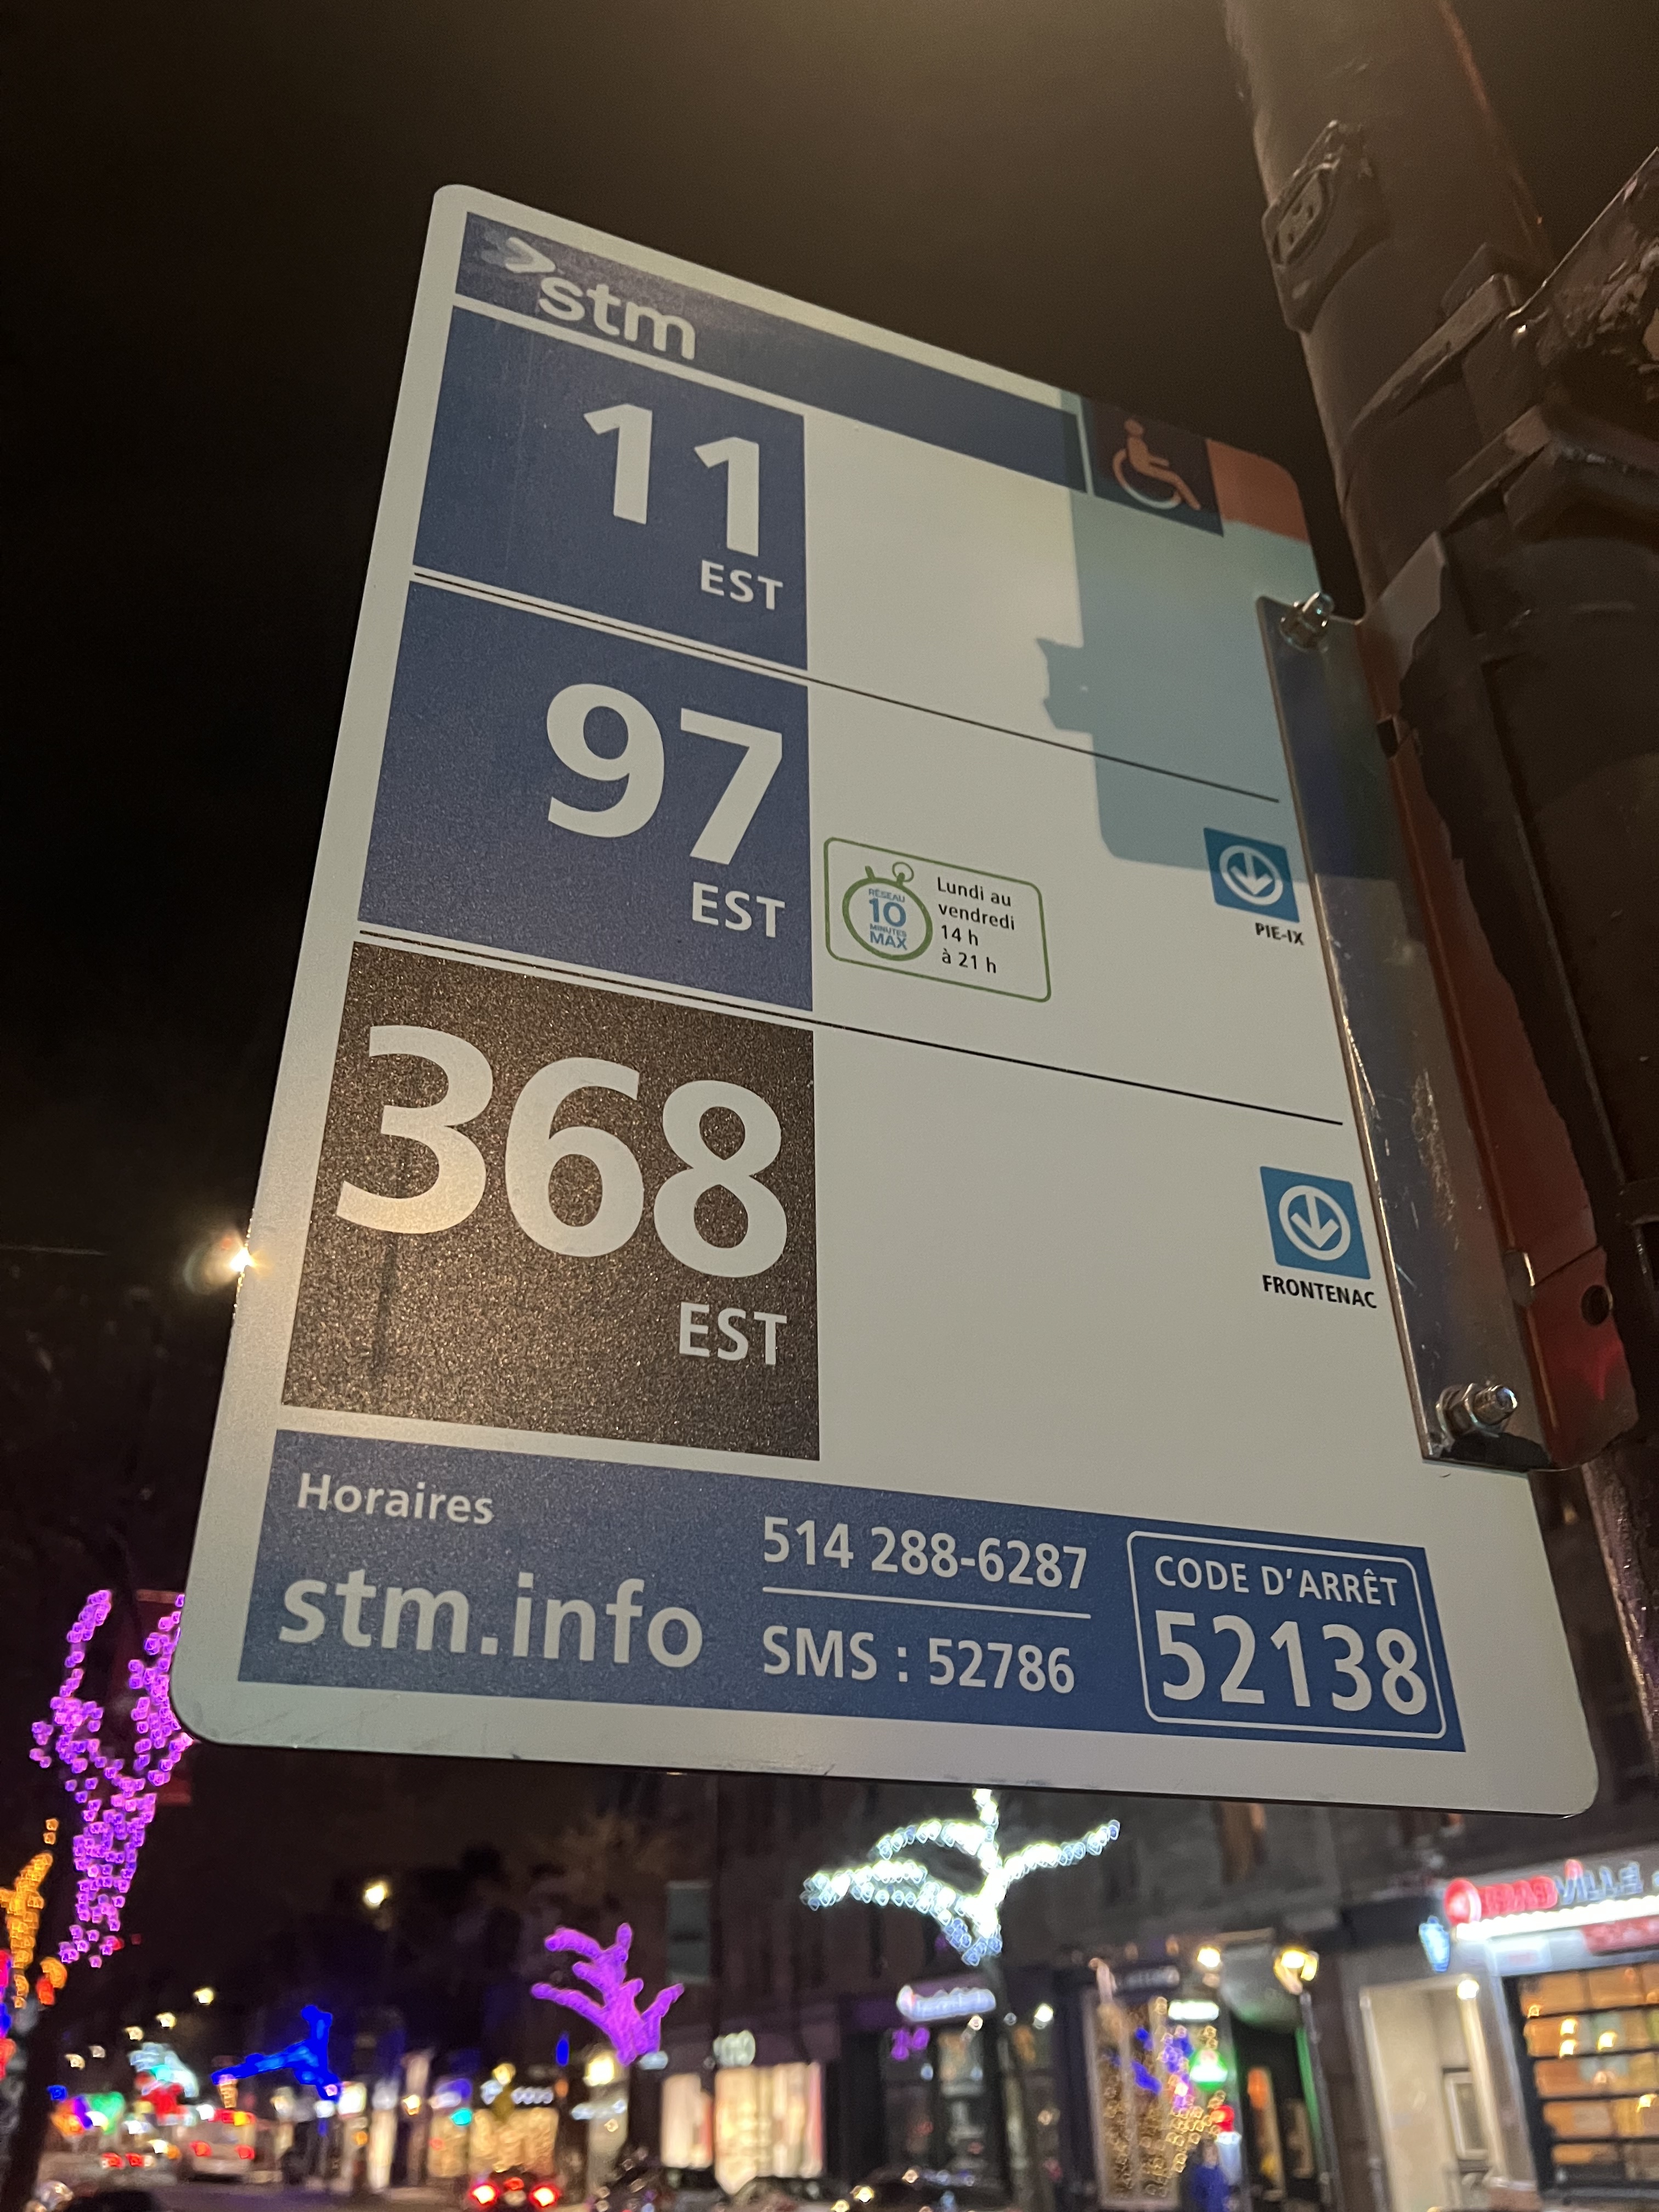 stm
11
EST
97
EST
RÉSEAU
10
MINUTES
MAX
Lundi au
vendredi
14 h
à 21 h
PIE-IX
368
EST
FRONTENAC
Horaires
stm.info
514 288-6287
SMS : 52786
CODE D'ARRÊT
52138